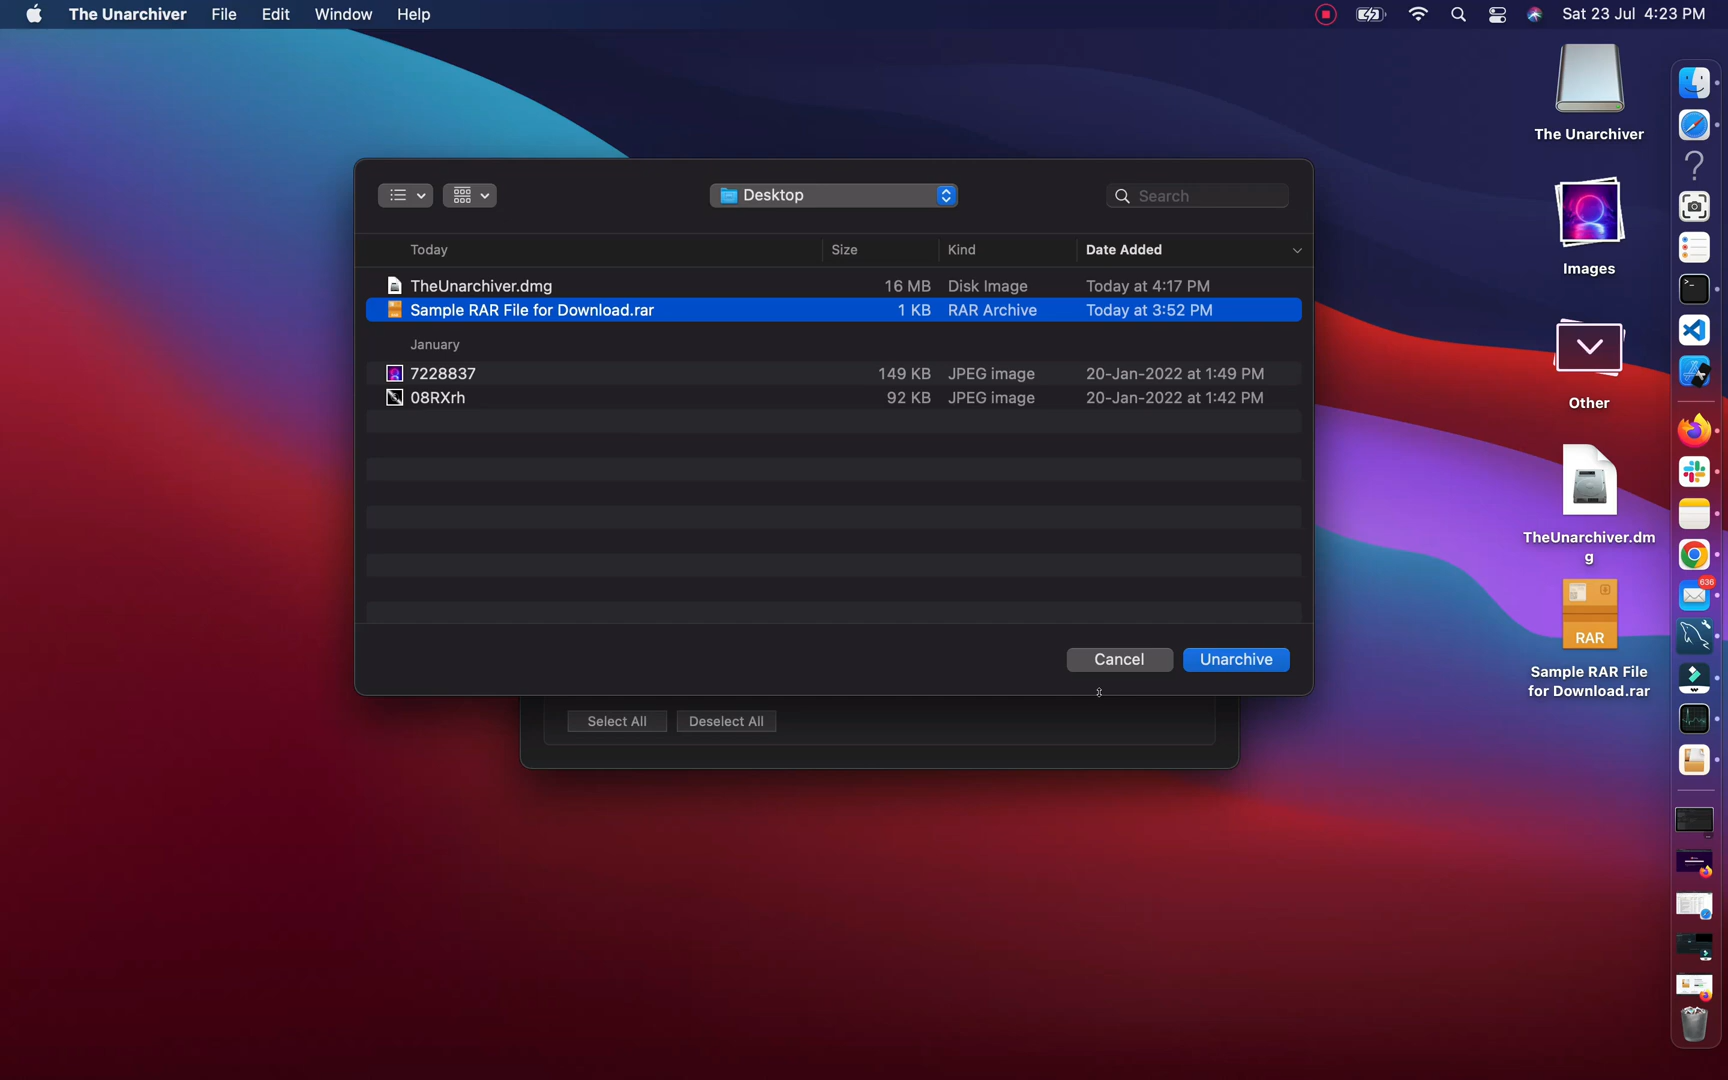 The Unarchiver File Edit Window Help Sat 23 Jul 4:23 PM
The Unarchiver
Desktop Search
Today Size Kind Date Added
TheUnarchiver.dmg 16 MB Disk Image Today at 4:17 PM
Sample RAR File for Download.rar 1 KB RAR Archive Today at 3:52 PM
January
7228837 149 KB JPEG image 20-Jan-2022 at 1:49 PM
08RXrh 92 KB JPEG image 20-Jan-2022 at 1:42 PM
Cancel Unarchive
Select All Deselect All
Images
Other
TheUnarchiver.dm
g
RAR
Sample RAR File
for Download.rar
636